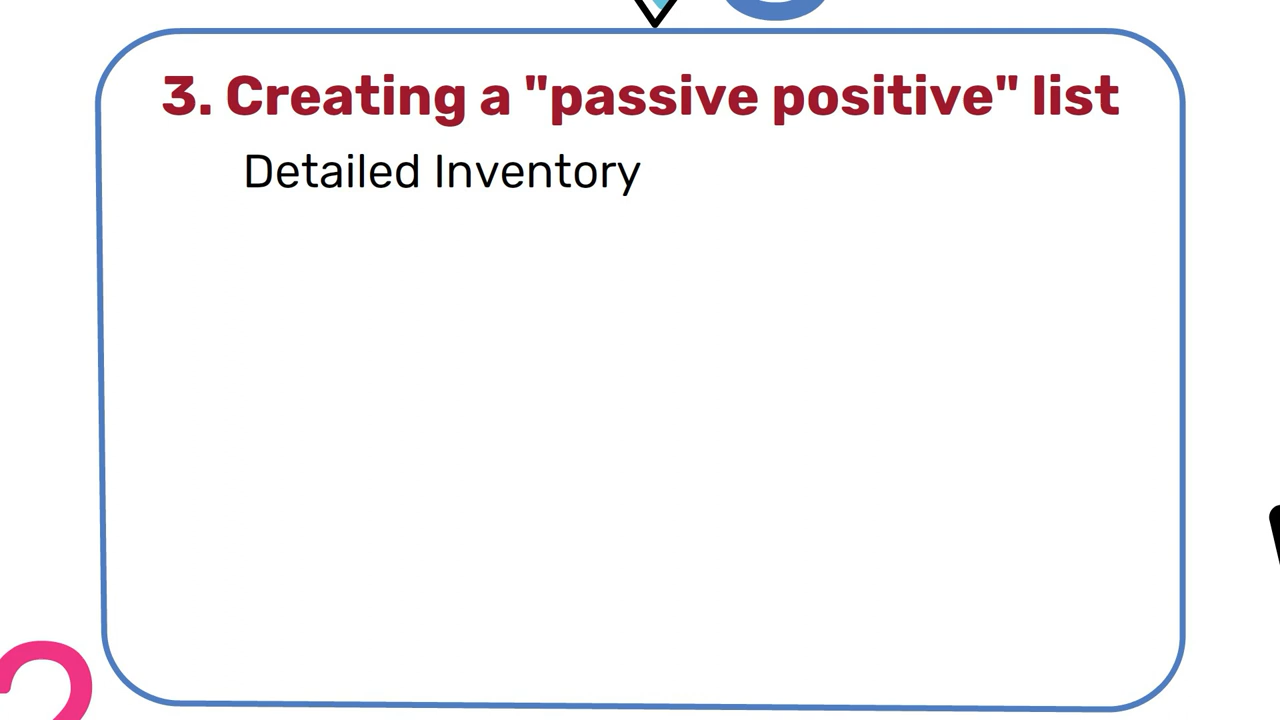 3. Creating a "passive positive" list
Detailed Inventory